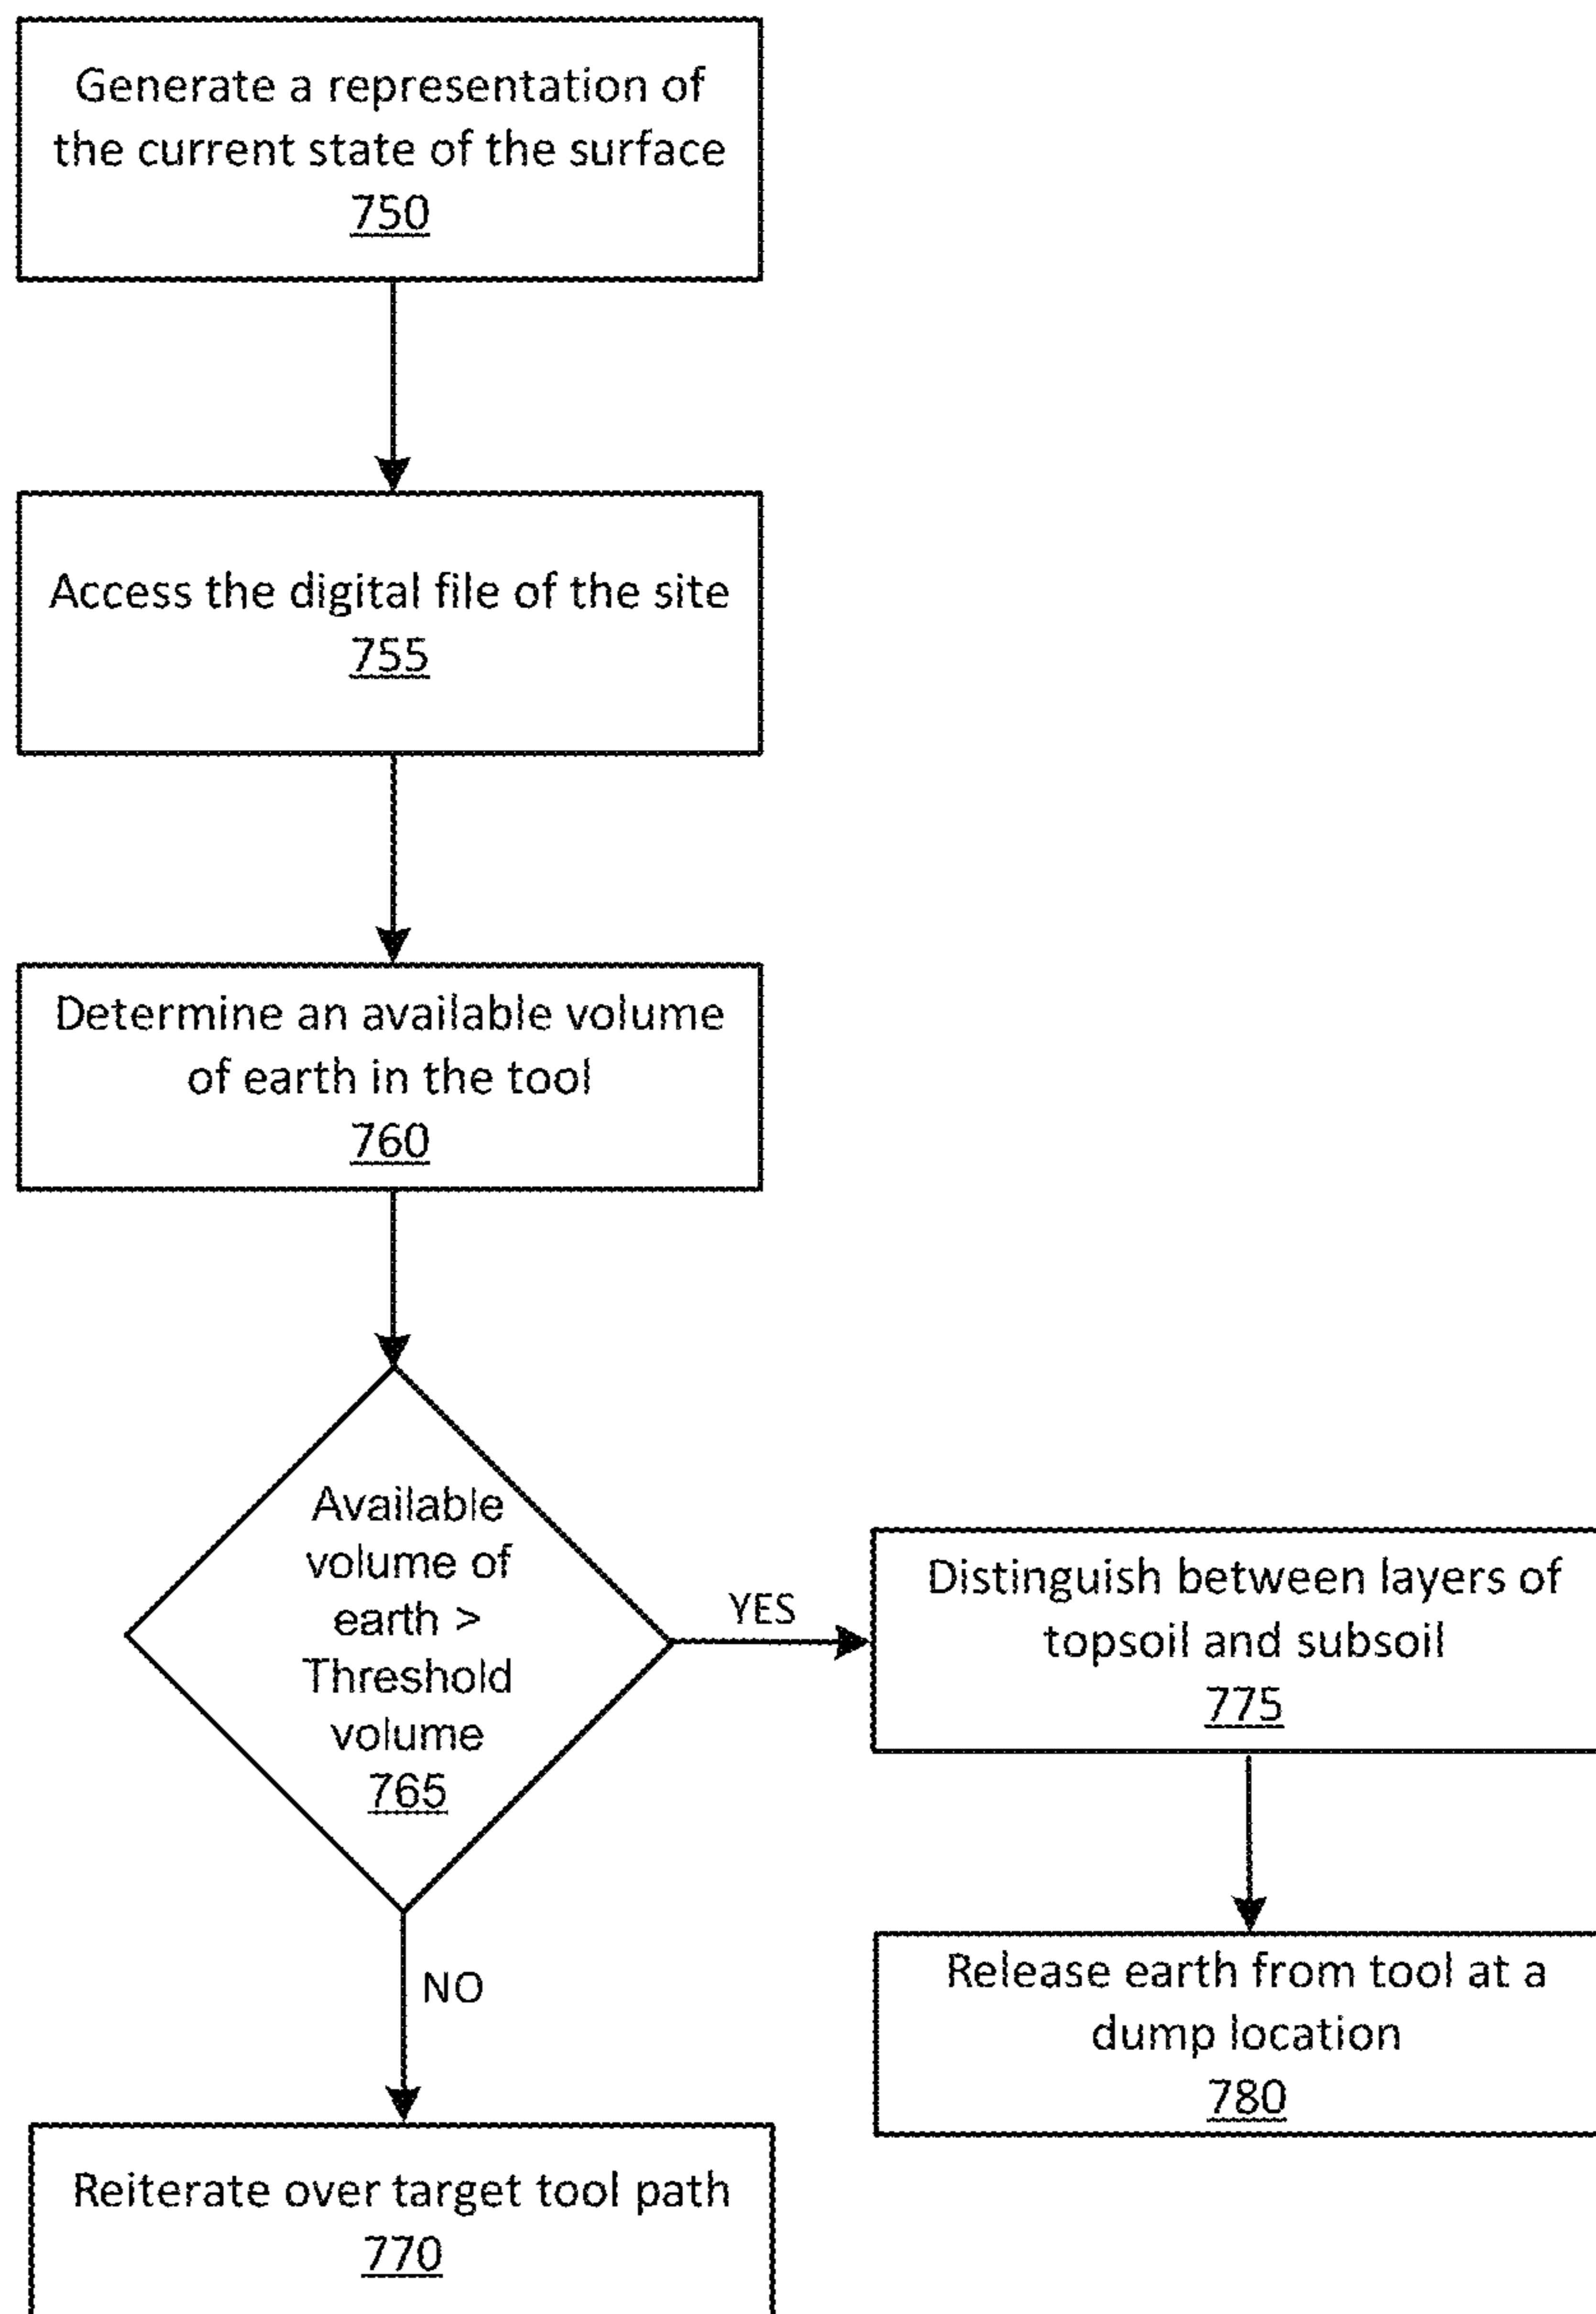 Generate a representation of
the current state of the surface
750
Access the digital file of the site
755
Determine an available volume
of earth in the tool
760
Available
volume of
earth >
Threshold
volume
765
YES
Distinguish between layers of
topsoil and subsoil
775
Release earth from tool at a
dump location
780
NO
Reiterate over target tool path
770